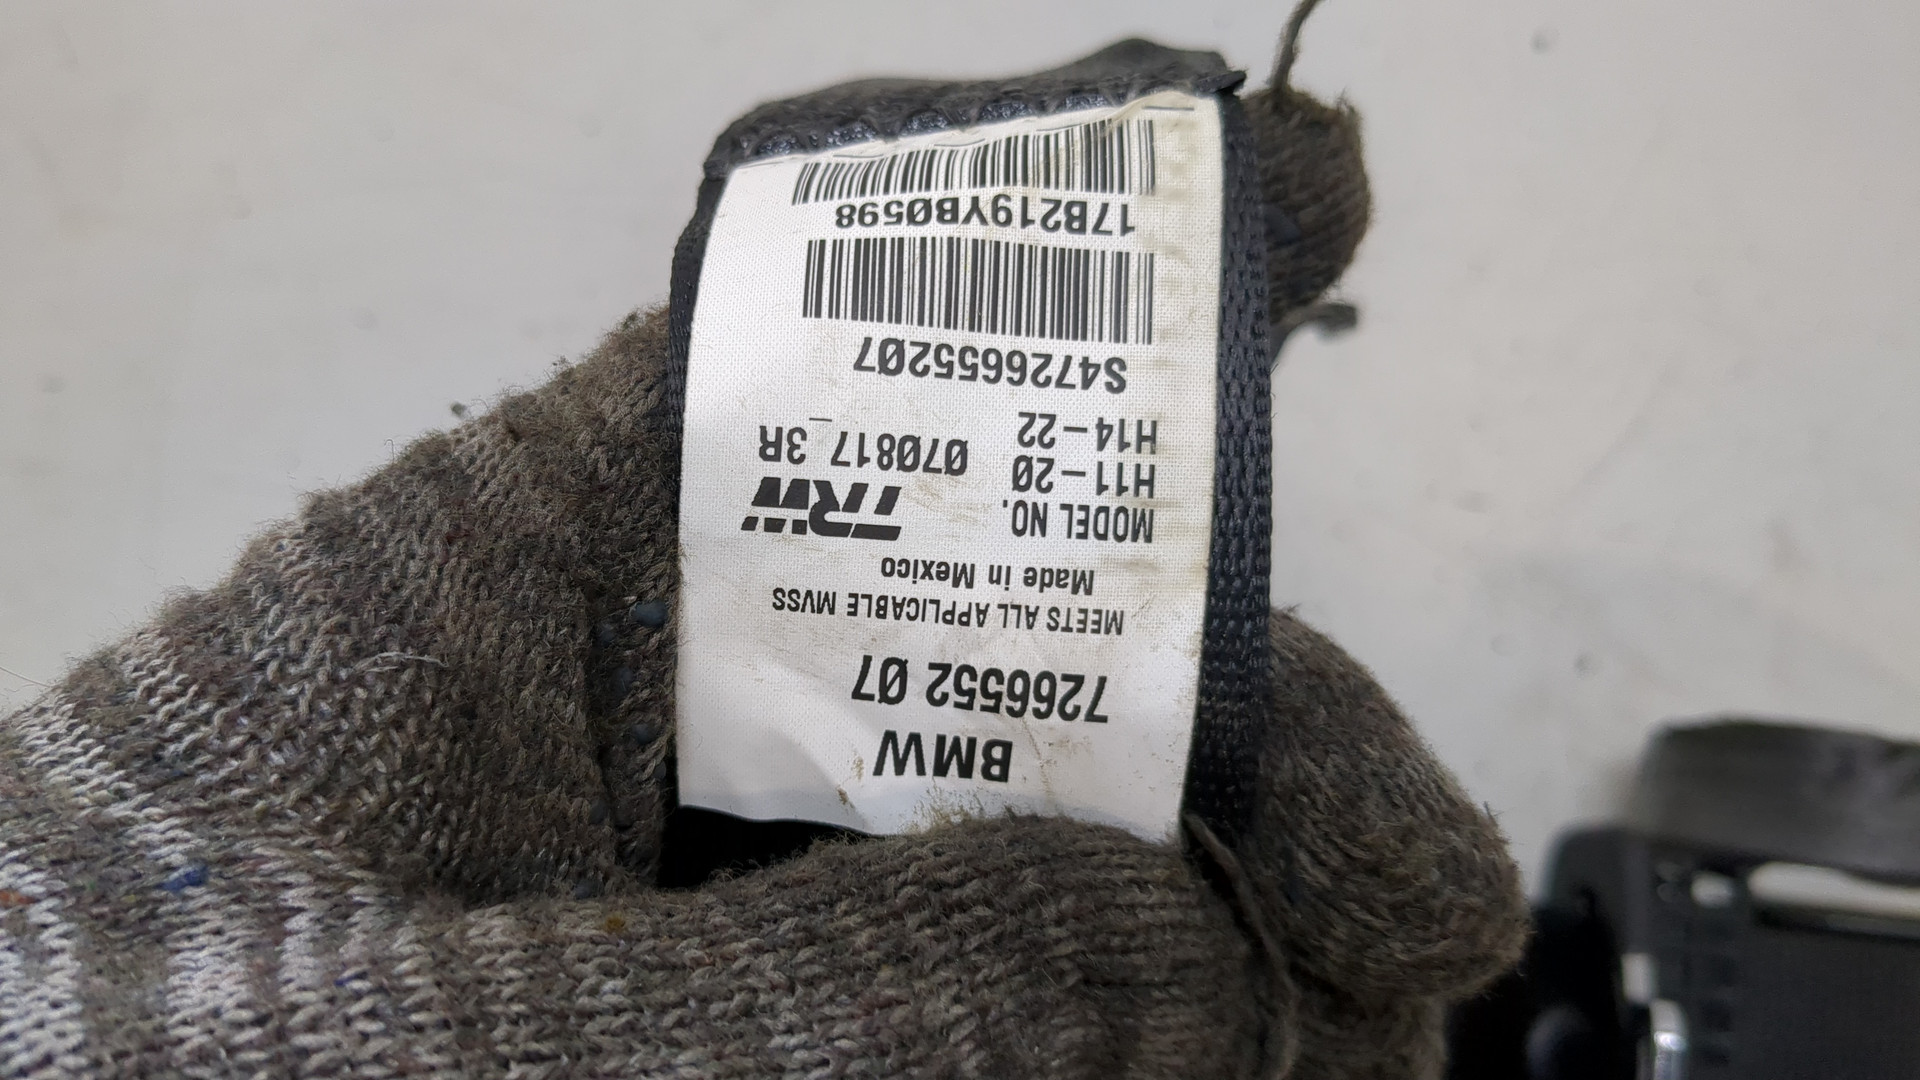 BMW
7266552 07
MEETS ALL APPLICABLE MVSS
Made in Mexico
MODEL NO. TRW
H11-20 070817_3R
H14-22
S4726655207
17B219YB0598